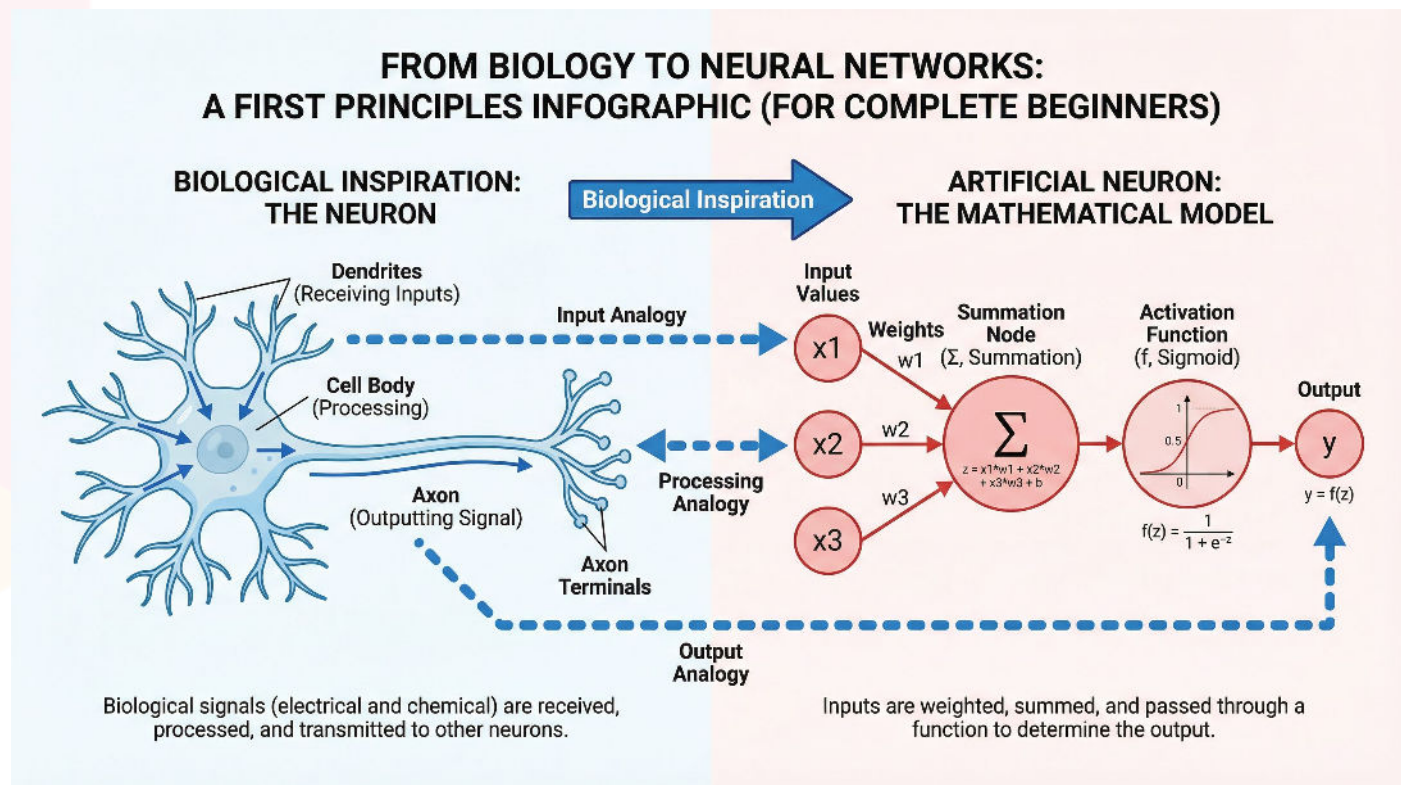 FROM BIOLOGY TO NEURAL NETWORKS:
A FIRST PRINCIPLES INFOGRAPHIC (FOR COMPLETE BEGINNERS)
BIOLOGICAL INSPIRATION:
THE NEURON
Biological Inspiration
ARTIFICIAL NEURON:
THE MATHEMATICAL MODEL
Dendrites
(Receiving Inputs)
Input Analogy
Cell Body
(Processing)
Processing
Analogy
Axon
(Outputting Signal)
Axon
Terminals
Output
Analogy
Input
Values
x1
x2
x3
Weights
w1
w2
w3
Summation
Node
(Σ, Summation)
Σ
z = x1*w1 + x2*w2
+ x3*w3 + b
Activation
Function
(f, Sigmoid)
1
0.5
0
f(z) = 1 / 1 + e⁻ᶻ
Output
y
y = f(z)
Biological signals (electrical and chemical) are received,
processed, and transmitted to other neurons.
Inputs are weighted, summed, and passed through a
function to determine the output.